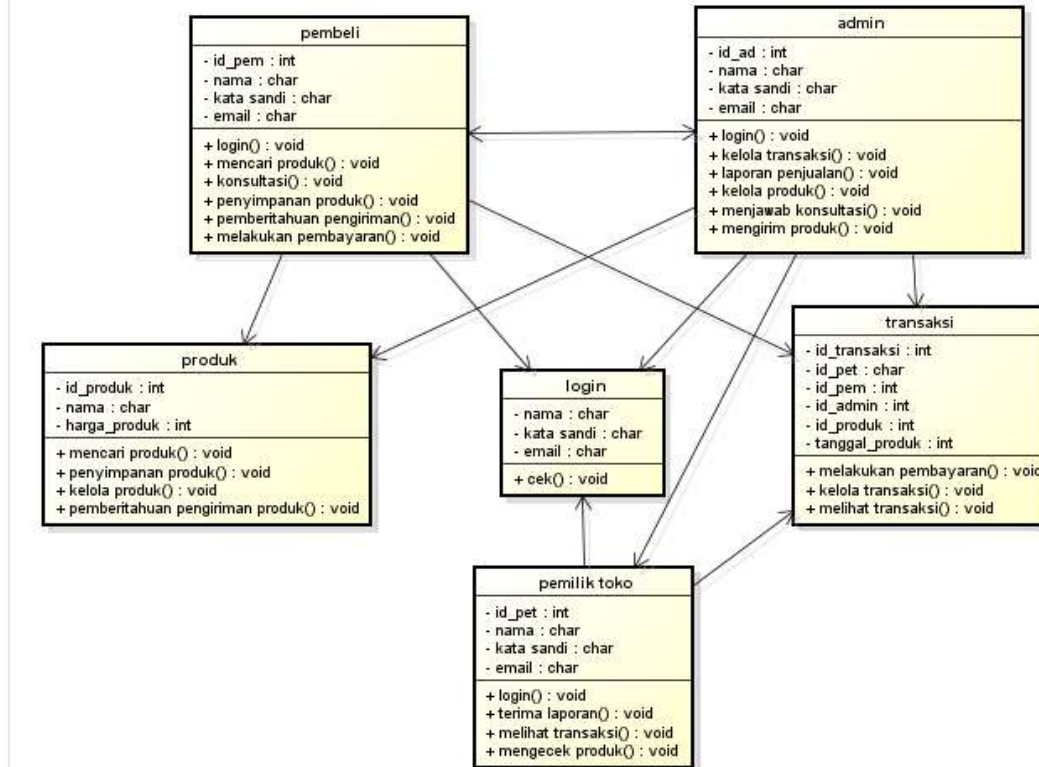 pembeli
- id_pem : int
- nama : char
- kata sandi : char
- email : char
+ login() : void
+ mencari produk() : void
+ konsultasi() : void
+ penyimpanan produk() : void
+ pemberitahuan pengiriman() : void
+ melakukan pembayaran() : void
admin
- id_ad : int
- nama : char
- kata sandi : char
- email : char
+ login() : void
+ kelola transaksi() : void
+ laporan penjualan() : void
+ kelola produk() : void
+ menjawab konsultasi() : void
+ mengirim produk() : void
produk
- id_produk : int
- nama : char
- harga_produk : int
+ mencari produk() : void
+ penyimpanan produk() : void
+ kelola produk() : void
+ pemberitahuan pengiriman produk() : void
login
- nama : char
- kata sandi : char
- email : char
+ cek() : void
transaksi
- id_transaksi : int
- id_pet : char
- id_pem : int
- id_admin : int
- id_produk : int
- tanggal_produk : int
+ melakukan pembayaran() : void
+ kelola transaksi() : void
+ melihat transaksi() : void
pemilik toko
- id_pet : int
- nama : char
- kata sandi : char
- email : char
+ login() : void
+ terima laporan() : void
+ melihat transaksi() : void
+ mengecek produk() : void